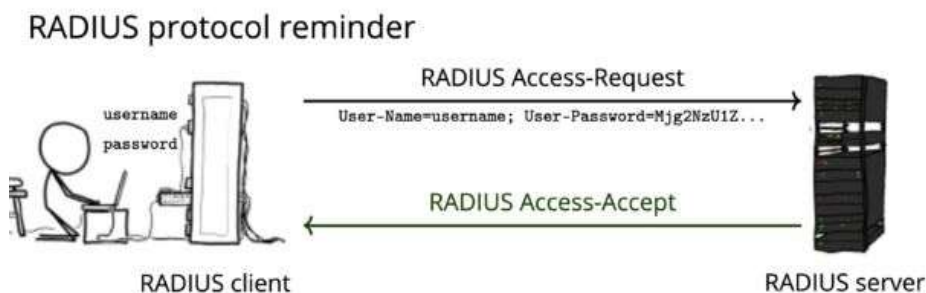 RADIUS protocol reminder
RADIUS Access-Request
username
User-Name=username; User-Password=Mjg2NzU1Z...
password
RADIUS Access-Accept
RADIUS client
RADIUS server